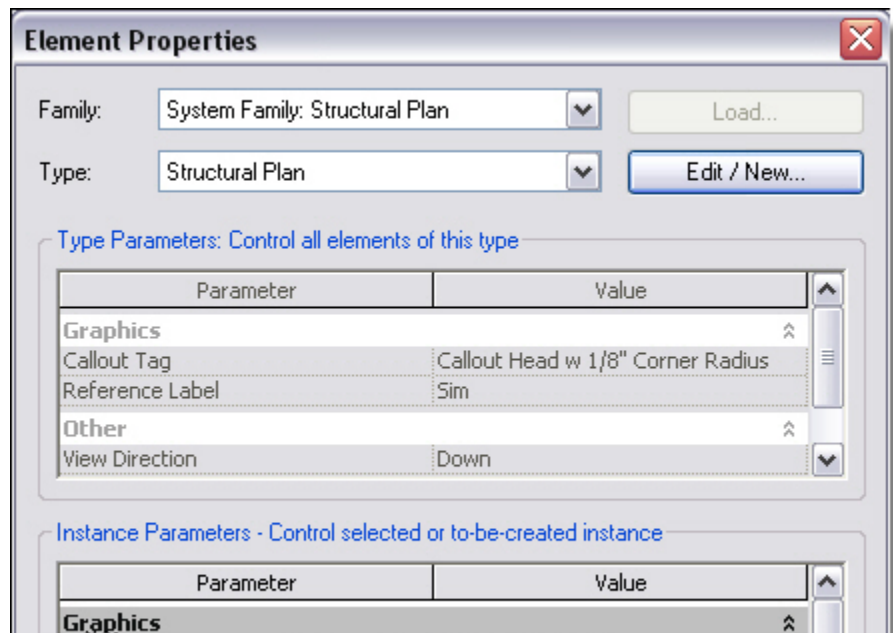 Element Properties
Family: System Family: Structural Plan Load...
Type: Structural Plan Edit / New...
Type Parameters: Control all elements of this type
Parameter Value
Graphics
Callout Tag Callout Head w 1/8" Corner Radius
Reference Label Sim
Other
View Direction Down
Instance Parameters - Control selected or to-be-created instance
Parameter Value
Graphics